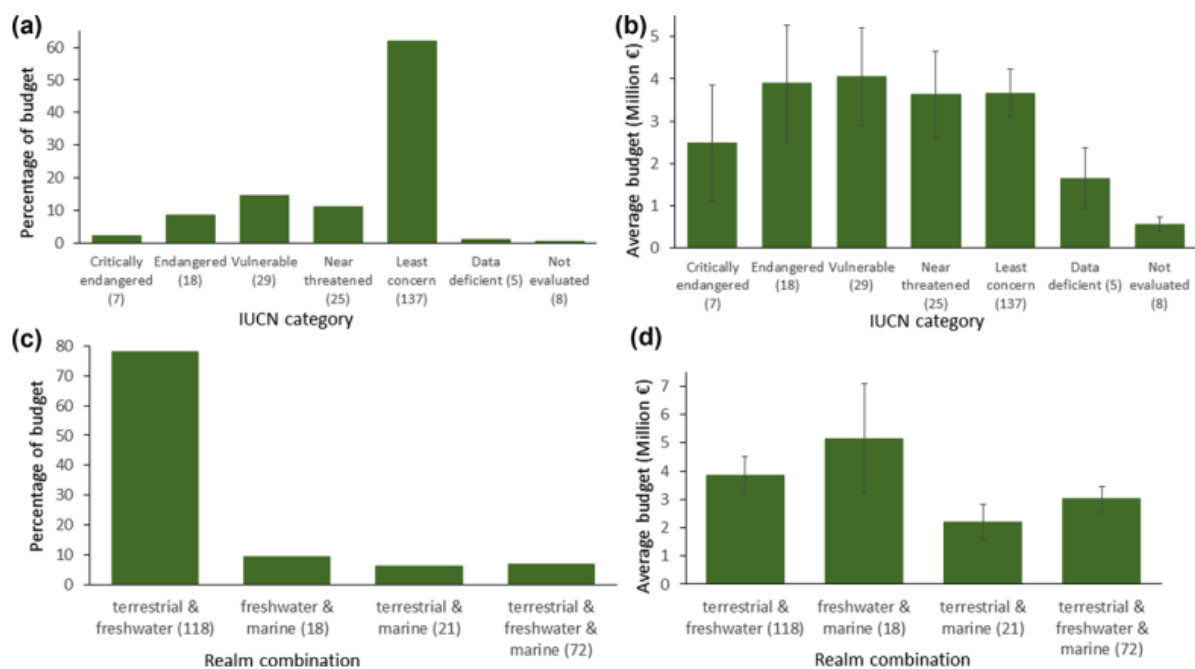 (a)
Percentage of budget
60
50
40
30
20
10
0
Critically Endangered Vulnerable Near Least Data Not
endangered (18) (29) threatened concern deficient (5) evaluated
(7) (25) (137) (8)
IUCN category
(b)
Average budget (Million €)
5
4
3
2
1
0
Critically Endangered Vulnerable Near Least Data Not
endangered (18) (29) threatened concern deficient (5) evaluated
(7) (25) (137) (8)
IUCN category
(c)
Percentage of budget
80
70
60
50
40
30
20
10
0
terrestrial & freshwater & terrestrial & terrestrial &
freshwater (118) marine (18) marine (21) freshwater &
marine (72)
Realm combination
(d)
Average budget (Million €)
7
6
5
4
3
2
1
0
terrestrial & freshwater & terrestrial & terrestrial &
freshwater (118) marine (18) marine (21) freshwater &
marine (72)
Realm combination